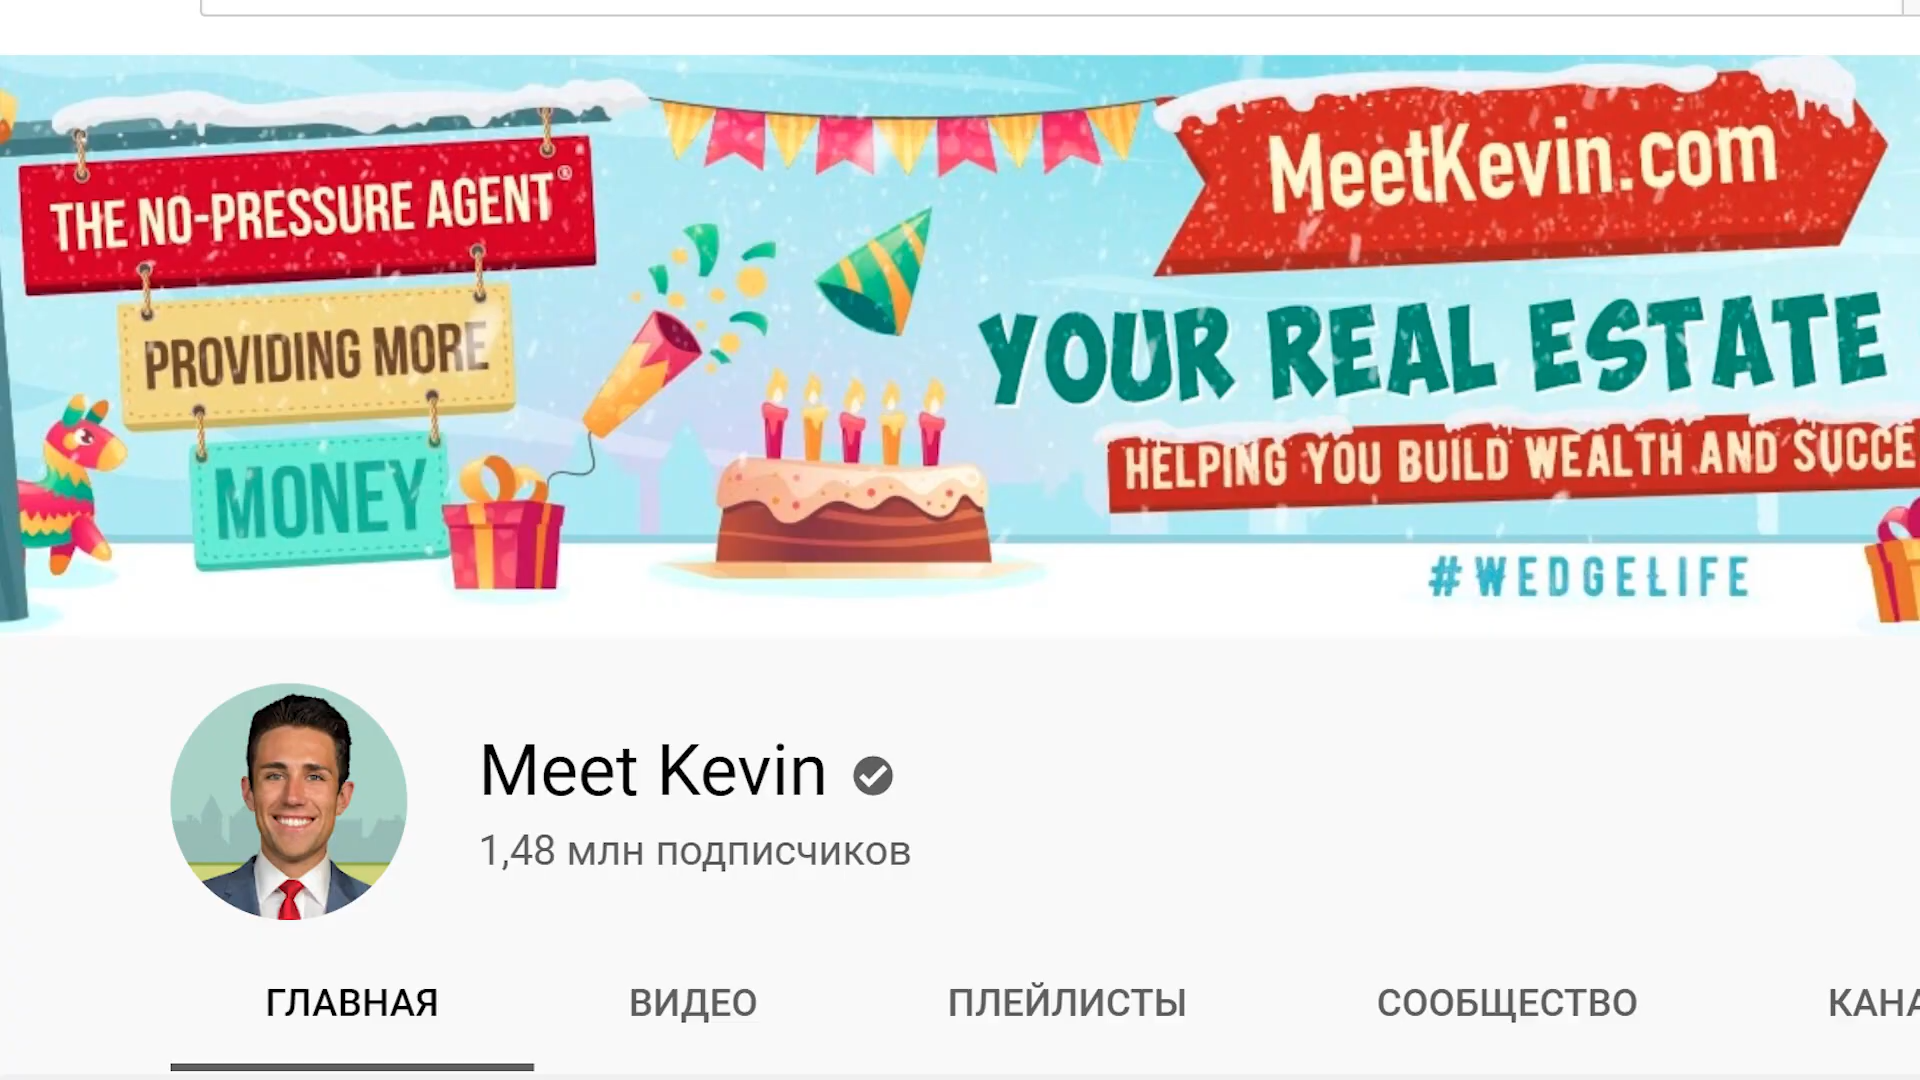 THE NO-PRESSURE AGENT®
PROVIDING MORE
MONEY
MeetKevin.com
YOUR REAL ESTATE
HELPING YOU BUILD WEALTH AND SUCCE
#WEDGELIFE
Meet Kevin
1,48 млн подписчиков
ГЛАВНАЯ ВИДЕО ПЛЕЙЛИСТЫ СООБЩЕСТВО КАНА